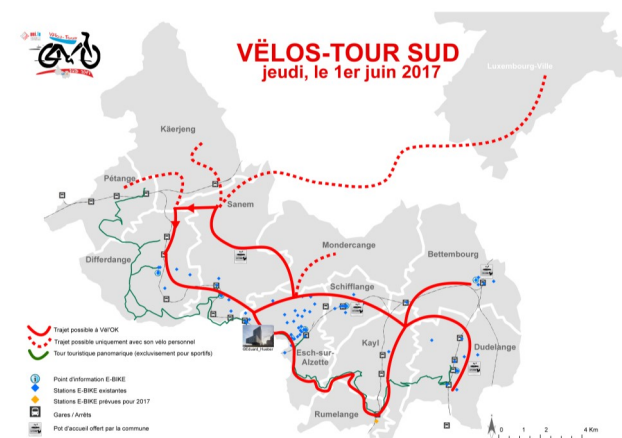 VËLOS-TOUR SUD
jeudi, le 1er juin 2017
Luxembourg-Ville
Käerjeng
Pétange
Sanem
Mondercange
Bettembourg
Differdange
Schifflange
Kayl
Dudelange
Esch-sur-
Alzette
Rumelange
Trajet possible à Vël'OK
Trajet possible uniquement avec son vélo personnel
Tour touristique panormarique (exclusisement pour sportifs)
Point d'information E-BIKE
Stations E-BIKE existantes
Stations E-BIKE prévues pour 2017
Gares / Arrêts
Pot d'accueil offert par la commune
0 1 2 4 Km